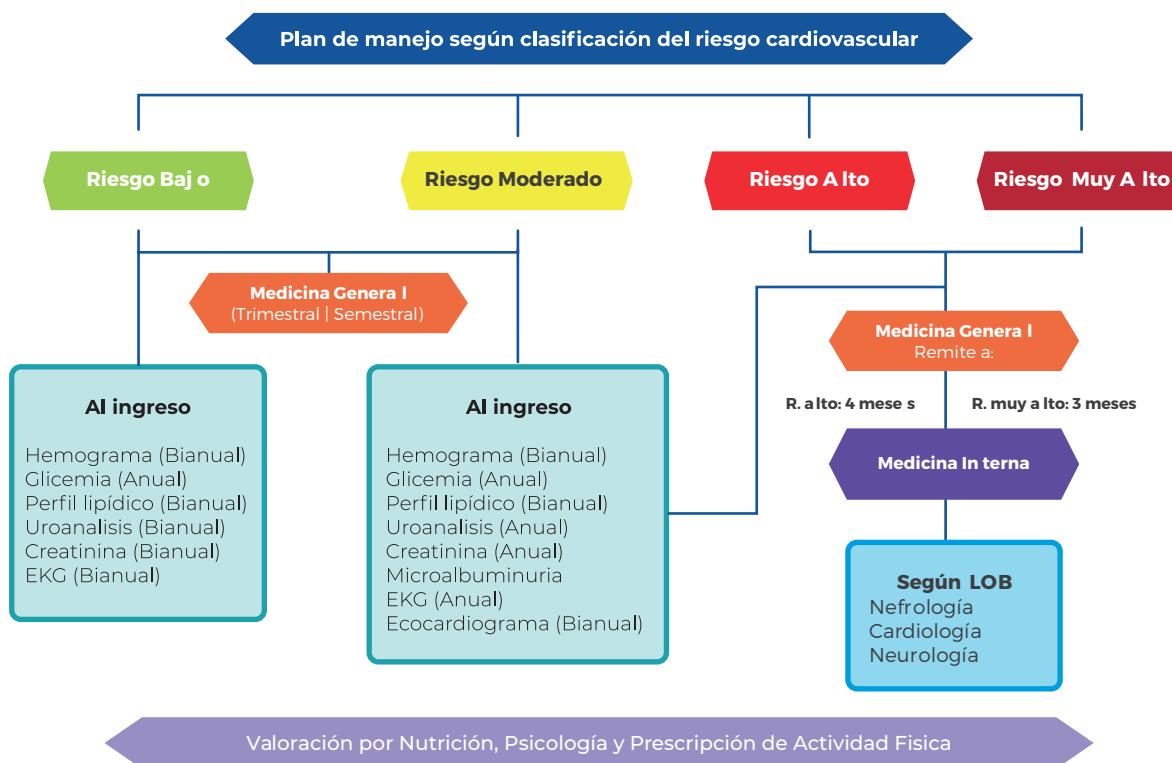 Plan de manejo según clasificación del riesgo cardiovascular
Riesgo Baj o
Riesgo Moderado
Riesgo A lto
Riesgo Muy A lto
Medicina Genera l
(Trimestral | Semestral)
Medicina Genera l
Remite a:
R. a lto: 4 mese s
R. muy a lto: 3 meses
Medicina In terna
Al ingreso
Hemograma (Bianual)
Glicemia (Anual)
Perfil lipídico (Bianual)
Uroanalisis (Bianual)
Creatinina (Bianual)
EKG (Bianual)
Al ingreso
Hemograma (Bianual)
Glicemia (Anual)
Perfil lipídico (Bianual)
Uroanalisis (Anual)
Creatinina (Anual)
Microalbuminuria
EKG (Anual)
Ecocardiograma (Bianual)
Según LOB
Nefrología
Cardiología
Neurología
Valoración por Nutrición, Psicología y Prescripción de Actividad Fisica